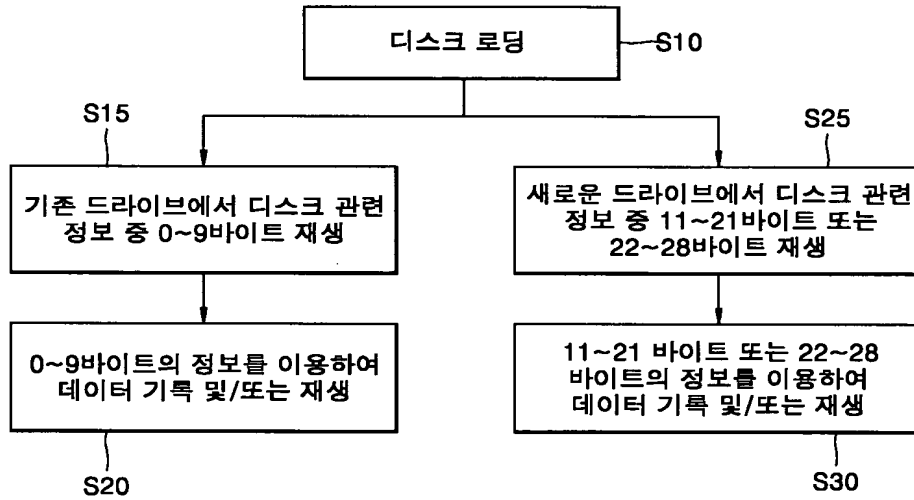 디스크 로딩
S10
S15
기존 드라이브에서 디스크 관련
정보 중 0~9바이트 재생
S25
새로운 드라이브에서 디스크 관련
정보 중 11~21바이트 또는
22~28바이트 재생
0~9바이트의 정보를 이용하여
데이터 기록 및/또는 재생
S20
11~21 바이트 또는 22~28
바이트의 정보를 이용하여
데이터 기록 및/또는 재생
S30